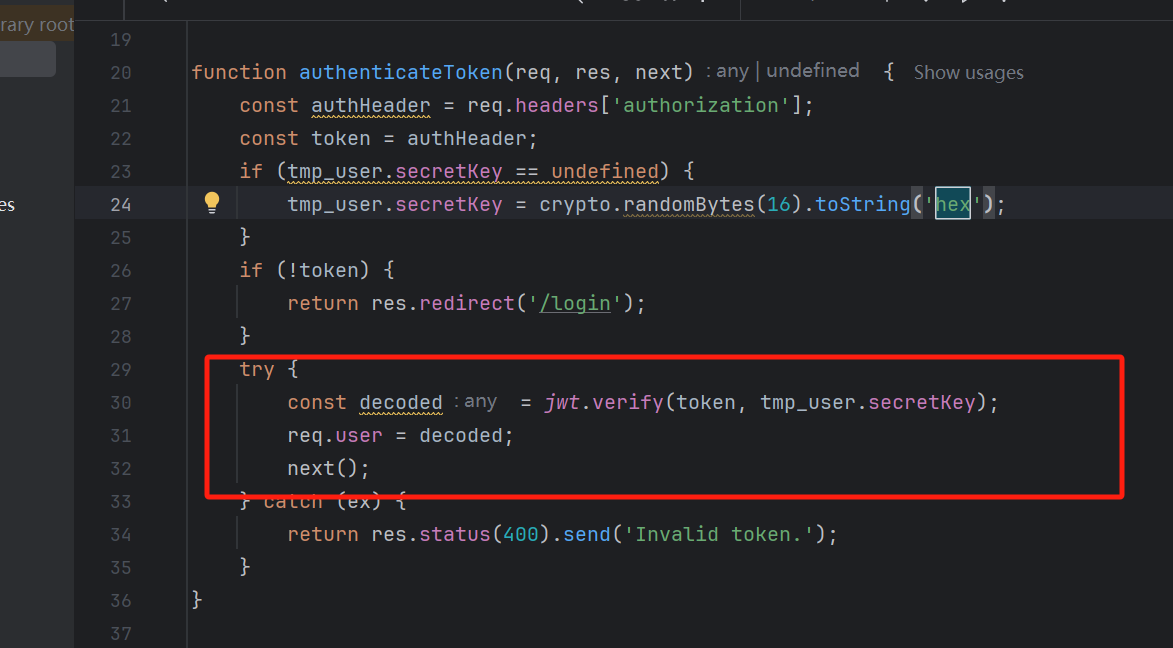 rary root
es
19
20 function authenticateToken(req, res, next) : any | undefined { Show usages
21 const authHeader = req.headers['authorization'];
22 const token = authHeader;
23 if (tmp_user.secretKey == undefined) {
24 tmp_user.secretKey = crypto.randomBytes(16).toString('hex');
25 }
26 if (!token) {
27 return res.redirect('/login');
28 }
29 try {
30 const decoded : any = jwt.verify(token, tmp_user.secretKey);
31 req.user = decoded;
32 next();
33 } catch (ex) {
34 return res.status(400).send('Invalid token.');
35 }
36 }
37